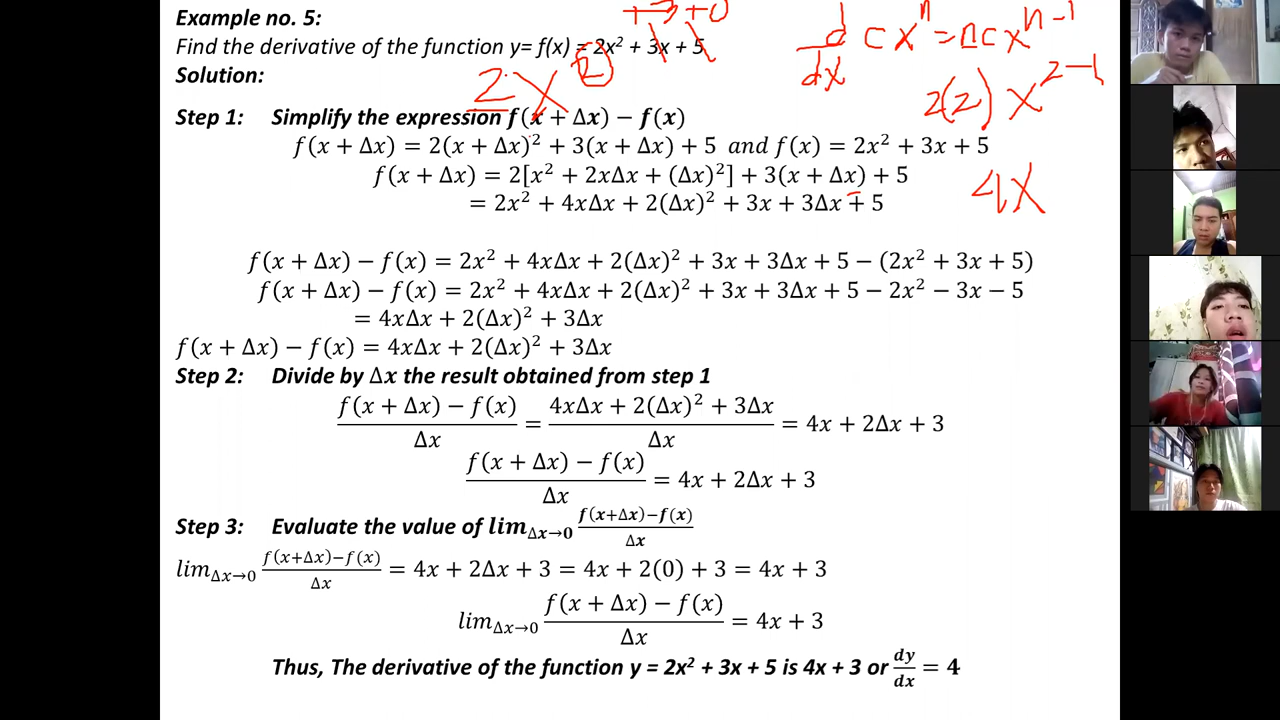 Example no. 5:
+3+0
Find the derivative of the function y= f(x) = 2x² + 3x + 5
d/dx cxⁿ = ncxⁿ⁻¹
Solution:
2x²
2(2)x²⁻¹
Step 1: Simplify the expression f(x + Δx) − f(x)
f(x + Δx) = 2(x + Δx)² + 3(x + Δx) + 5 and f(x) = 2x² + 3x + 5
f(x + Δx) = 2[x² + 2xΔx + (Δx)²] + 3(x + Δx) + 5
4x
= 2x² + 4xΔx + 2(Δx)² + 3x + 3Δx + 5
f(x + Δx) − f(x) = 2x² + 4xΔx + 2(Δx)² + 3x + 3Δx + 5 − (2x² + 3x + 5)
f(x + Δx) − f(x) = 2x² + 4xΔx + 2(Δx)² + 3x + 3Δx + 5 − 2x² − 3x − 5
= 4xΔx + 2(Δx)² + 3Δx
f(x + Δx) − f(x) = 4xΔx + 2(Δx)² + 3Δx
Step 2: Divide by Δx the result obtained from step 1
(f(x + Δx) − f(x))/Δx = (4xΔx + 2(Δx)² + 3Δx)/Δx = 4x + 2Δx + 3
(f(x + Δx) − f(x))/Δx = 4x + 2Δx + 3
Step 3: Evaluate the value of lim Δx→0 (f(x+Δx)−f(x))/Δx
lim Δx→0 (f(x+Δx)−f(x))/Δx = 4x + 2Δx + 3 = 4x + 2(0) + 3 = 4x + 3
lim Δx→0 (f(x + Δx) − f(x))/Δx = 4x + 3
Thus, The derivative of the function y = 2x² + 3x + 5 is 4x + 3 or dy/dx = 4